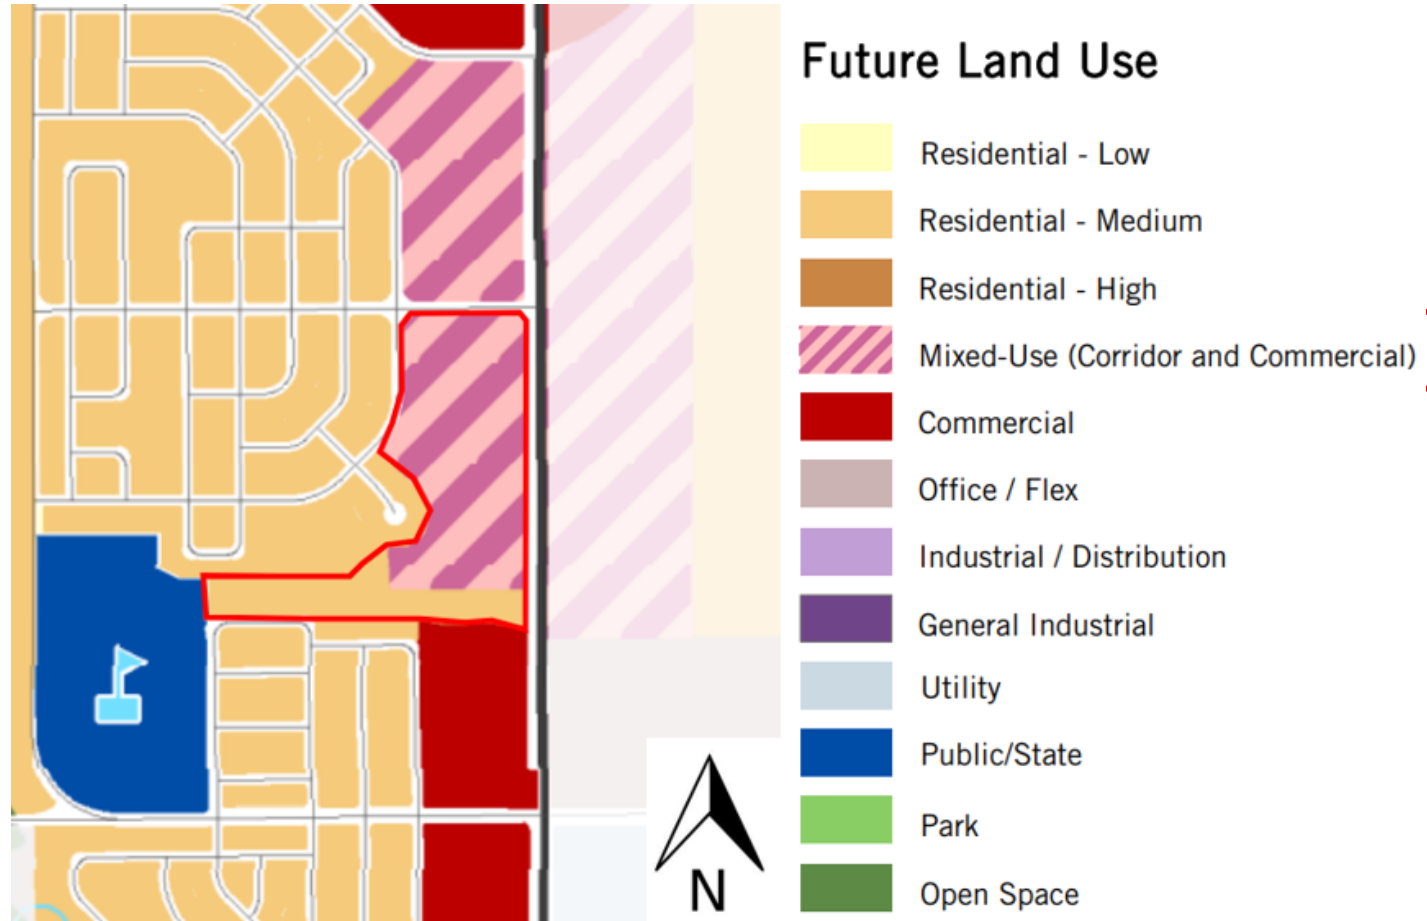 Future Land Use
Residential - Low
Residential - Medium
Residential - High
Mixed-Use (Corridor and Commercial)
Commercial
Office / Flex
Industrial / Distribution
General Industrial
Utility
Public/State
Park
Open Space
N